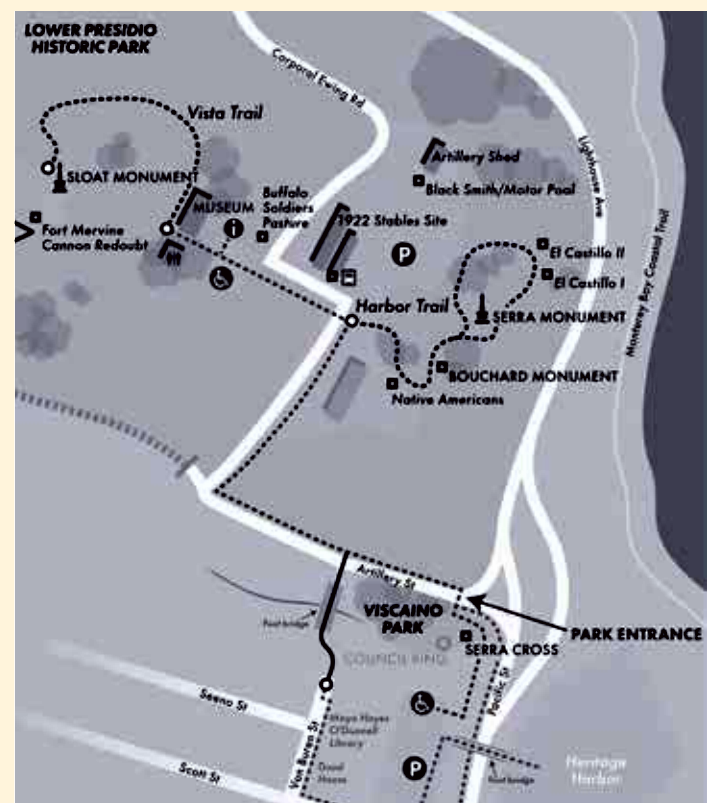 LOWER PRESIDIO
HISTORIC PARK
Corporal Ewing Rd
Vista Trail
SLOAT MONUMENT
Lighthouse Ave
Artillery Shed
Black Smith/Motor Pool
MUSEUM
Buffalo
Soldiers
Pasture
1922 Stables Site
Fort Mervine
Cannon Redoubt
i
P
El Castillo II
El Castillo I
Monterey Bay Coastal Trail
Harbor Trail
SERRA MONUMENT
BOUCHARD MONUMENT
Native Americans
Artillery St
VISCAINO
PARK
Foot bridge
PARK ENTRANCE
SERRA CROSS
COUNCIL RING
Pacific St
Seeno St
Van Buren St
Mayo Hayes
O'Donnell
Library
Scott St
Doud
House
P
Foot bridge
Heritage
Harbor